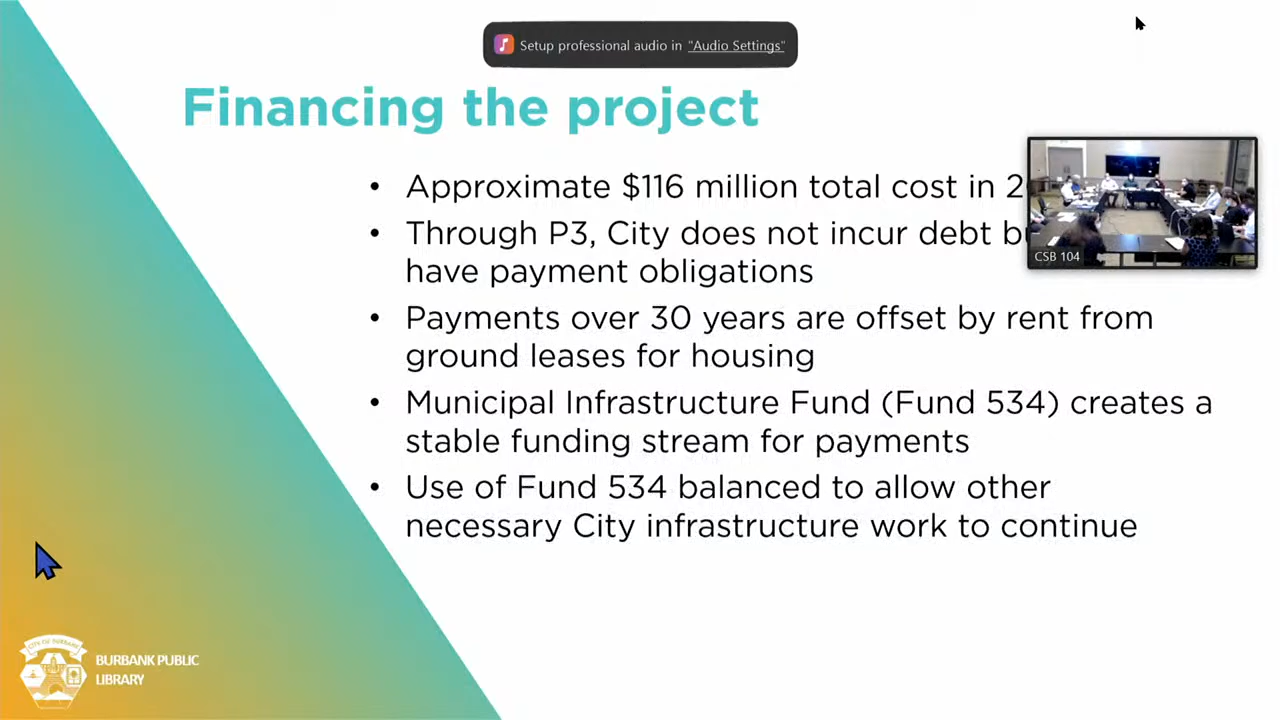 Setup professional audio in "Audio Settings"
Financing the project
• Approximate $116 million total cost in 2
• Through P3, City does not incur debt
have payment obligations
CSB 104
• Payments over 30 years are offset by rent from
ground leases for housing
• Municipal Infrastructure Fund (Fund 534) creates a
stable funding stream for payments
• Use of Fund 534 balanced to allow other
necessary City infrastructure work to continue
CITY OF BURBANK
BURBANK PUBLIC
LIBRARY